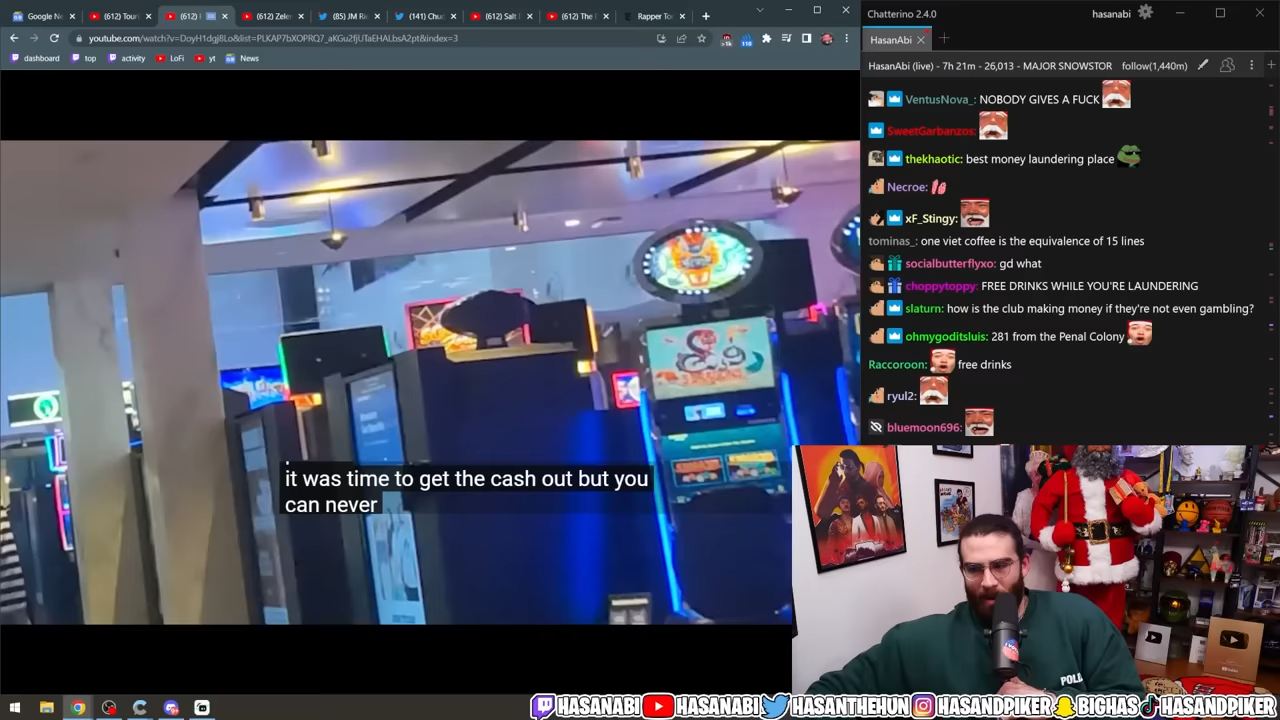 Google Ne
(612) Tour
(612) I
(612) Zeler
(85) JM Ri
(141) Chu
(612) Salt
(612) The
Rapper To
youtube.com/watch?v=DoyH1dgj8Lo&list=PLKAP7bXOPRQ7_aKGu2fjUTaEHALbsA2pt&index=3
dashboard
top
activity
LoFi
yt
News
it was time to get the cash out but you
can never
Chatterino 2.4.0
hasanabi
HasanAbi
HasanAbi (live) - 7h 21m - 26,013 - MAJOR SNOWSTOR
follow(1,440m)
VentusNova_: NOBODY GIVES A FUCK
SweetGarbanzos:
thekhaotic: best money laundering place
Necroe:
xF_Stingy:
tominas_: one viet coffee is the equivalence of 15 lines
socialbutterflyxo: gd what
choppytoppy: FREE DRINKS WHILE YOU'RE LAUNDERING
slaturn: how is the club making money if they're not even gambling?
ohmygoditsluis: 281 from the Penal Colony
Raccoroon: free drinks
ryul2:
bluemoon696:
HASANABI
HASANABI
HASANTHEHUN
HASANDPIKER
BIGHAS
HASANDPIKER